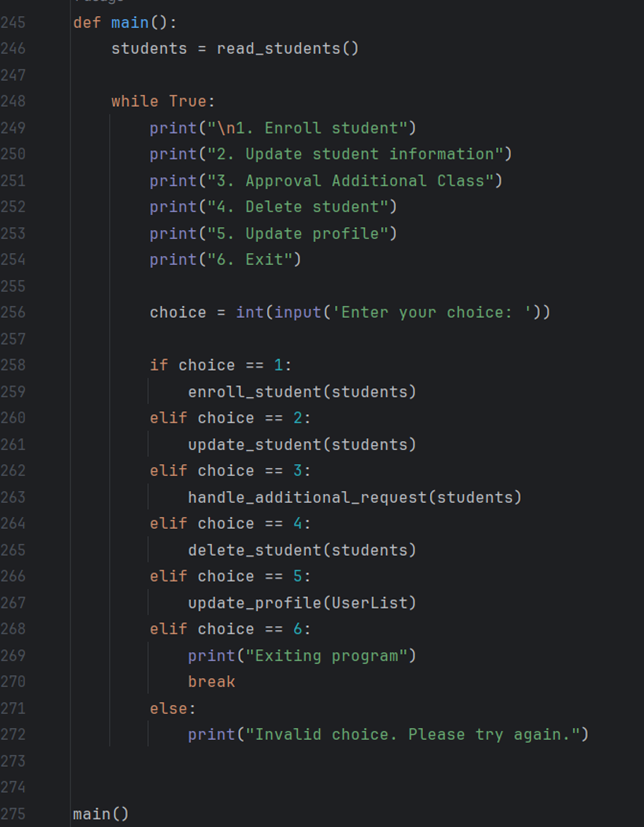 245 def main():
246     students = read_students()
247
248     while True:
249         print("\n1. Enroll student")
250         print("2. Update student information")
251         print("3. Approval Additional Class")
252         print("4. Delete student")
253         print("5. Update profile")
254         print("6. Exit")
255
256         choice = int(input('Enter your choice: '))
257
258         if choice == 1:
259             enroll_student(students)
260         elif choice == 2:
261             update_student(students)
262         elif choice == 3:
263             handle_additional_request(students)
264         elif choice == 4:
265             delete_student(students)
266         elif choice == 5:
267             update_profile(UserList)
268         elif choice == 6:
269             print("Exiting program")
270             break
271         else:
272             print("Invalid choice. Please try again.")
273
274
275 main()